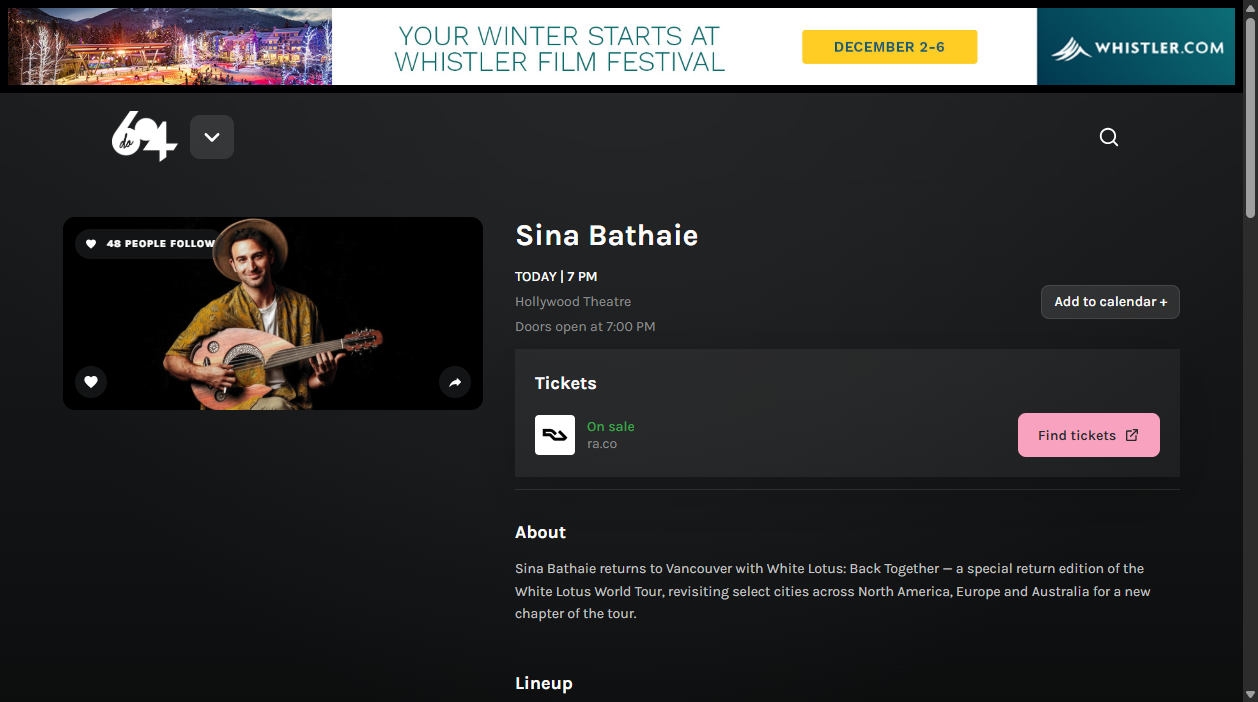 YOUR WINTER STARTS AT
WHISTLER FILM FESTIVAL
DECEMBER 2-6
WHISTLER.COM
do604
48 PEOPLE FOLLOW
Sina Bathaie
TODAY | 7 PM
Hollywood Theatre
Doors open at 7:00 PM
Add to calendar +
Tickets
On sale
ra.co
Find tickets
About
Sina Bathaie returns to Vancouver with White Lotus: Back Together — a special return edition of the
White Lotus World Tour, revisiting select cities across North America, Europe and Australia for a new
chapter of the tour.
Lineup